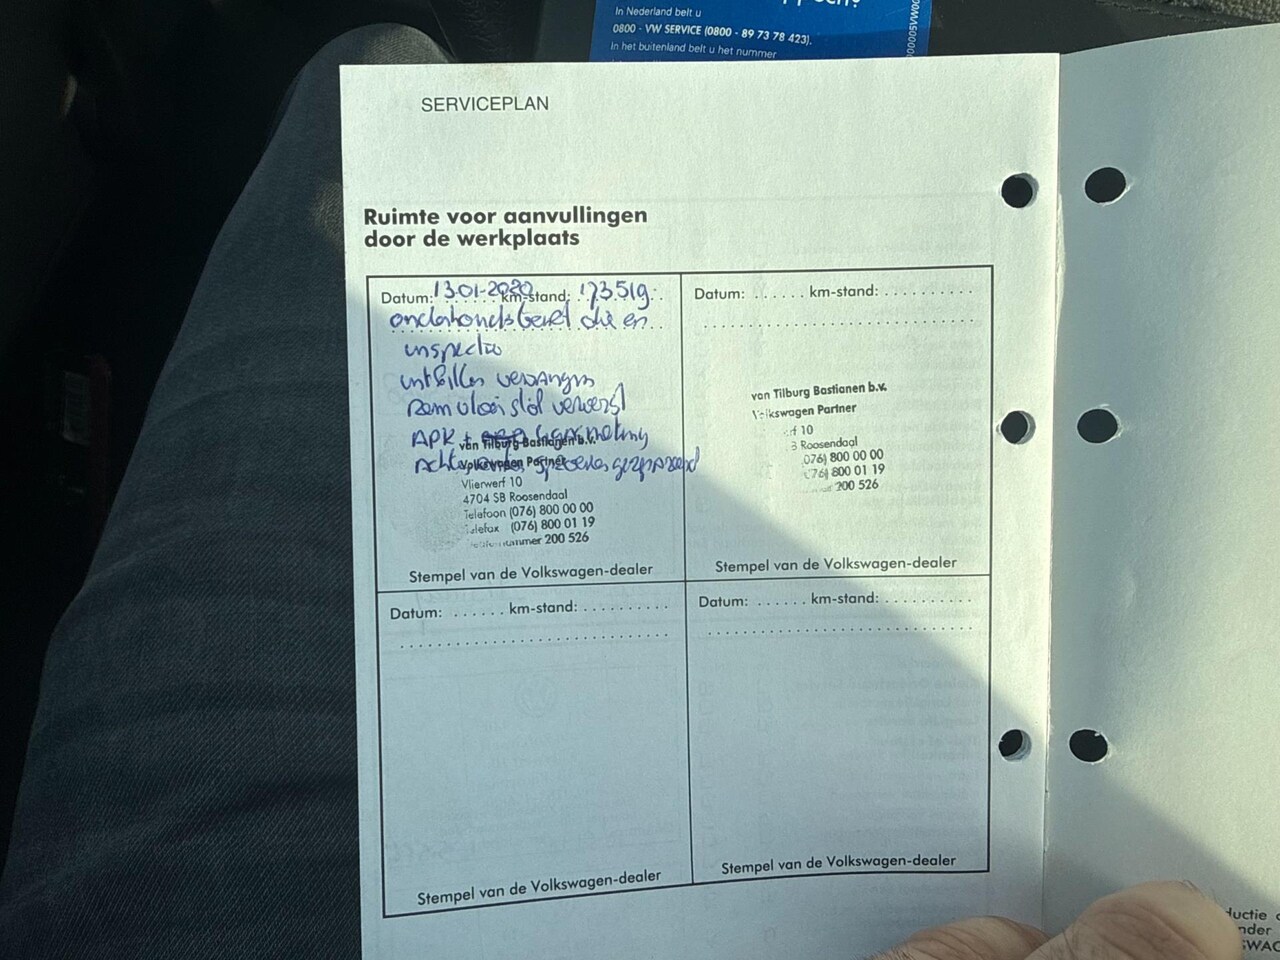 In Nederland belt u
0800 - VW SERVICE (0800 - 89 73 78 423).
In het buitenland belt u het nummer
SERVICEPLAN
Ruimte voor aanvullingen
door de werkplaats
Datum: 13-01-2020 km-stand: 173519
onderhoudsbeurt olie en
inspectie
APK
van Tilburg Bastianen b.v.
Volkswagen Partner
Vlierwerf 10
4704 SB Roosendaal
Telefoon (076) 800 00 00
Telefax (076) 800 01 19
200 526
Stempel van de Volkswagen-dealer
Datum: ...... km-stand: ..........
van Tilburg Bastianen b.v.
Volkswagen Partner
10
Roosendaal
(076) 800 00 00
(076) 800 01 19
200 526
Stempel van de Volkswagen-dealer
Datum: ...... km-stand: ..........
Stempel van de Volkswagen-dealer
Datum: ...... km-stand: ..........
Stempel van de Volkswagen-dealer